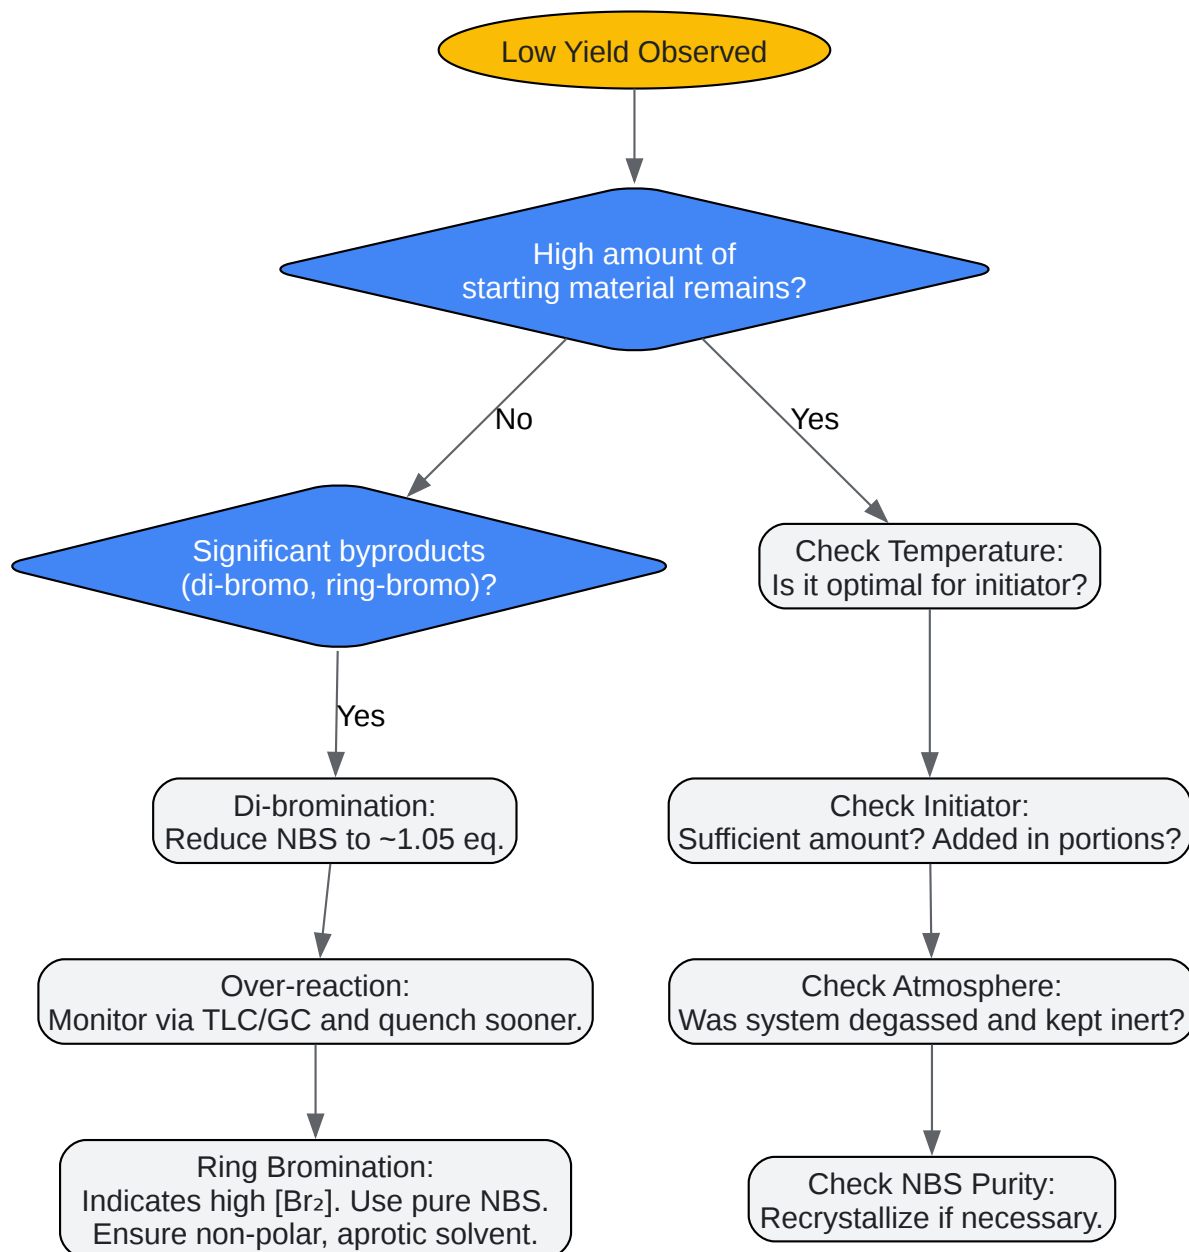 Low Yield Observed
High amount of
starting material remains?
No
Yes
Significant byproducts
(di-bromo, ring-bromo)?
Check Temperature:
Is it optimal for initiator?
Yes
Di-bromination:
Reduce NBS to ~1.05 eq.
Check Initiator:
Sufficient amount? Added in portions?
Over-reaction:
Monitor via TLC/GC and quench sooner.
Check Atmosphere:
Was system degassed and kept inert?
Ring Bromination:
Indicates high [Br₂]. Use pure NBS.
Ensure non-polar, aprotic solvent.
Check NBS Purity:
Recrystallize if necessary.